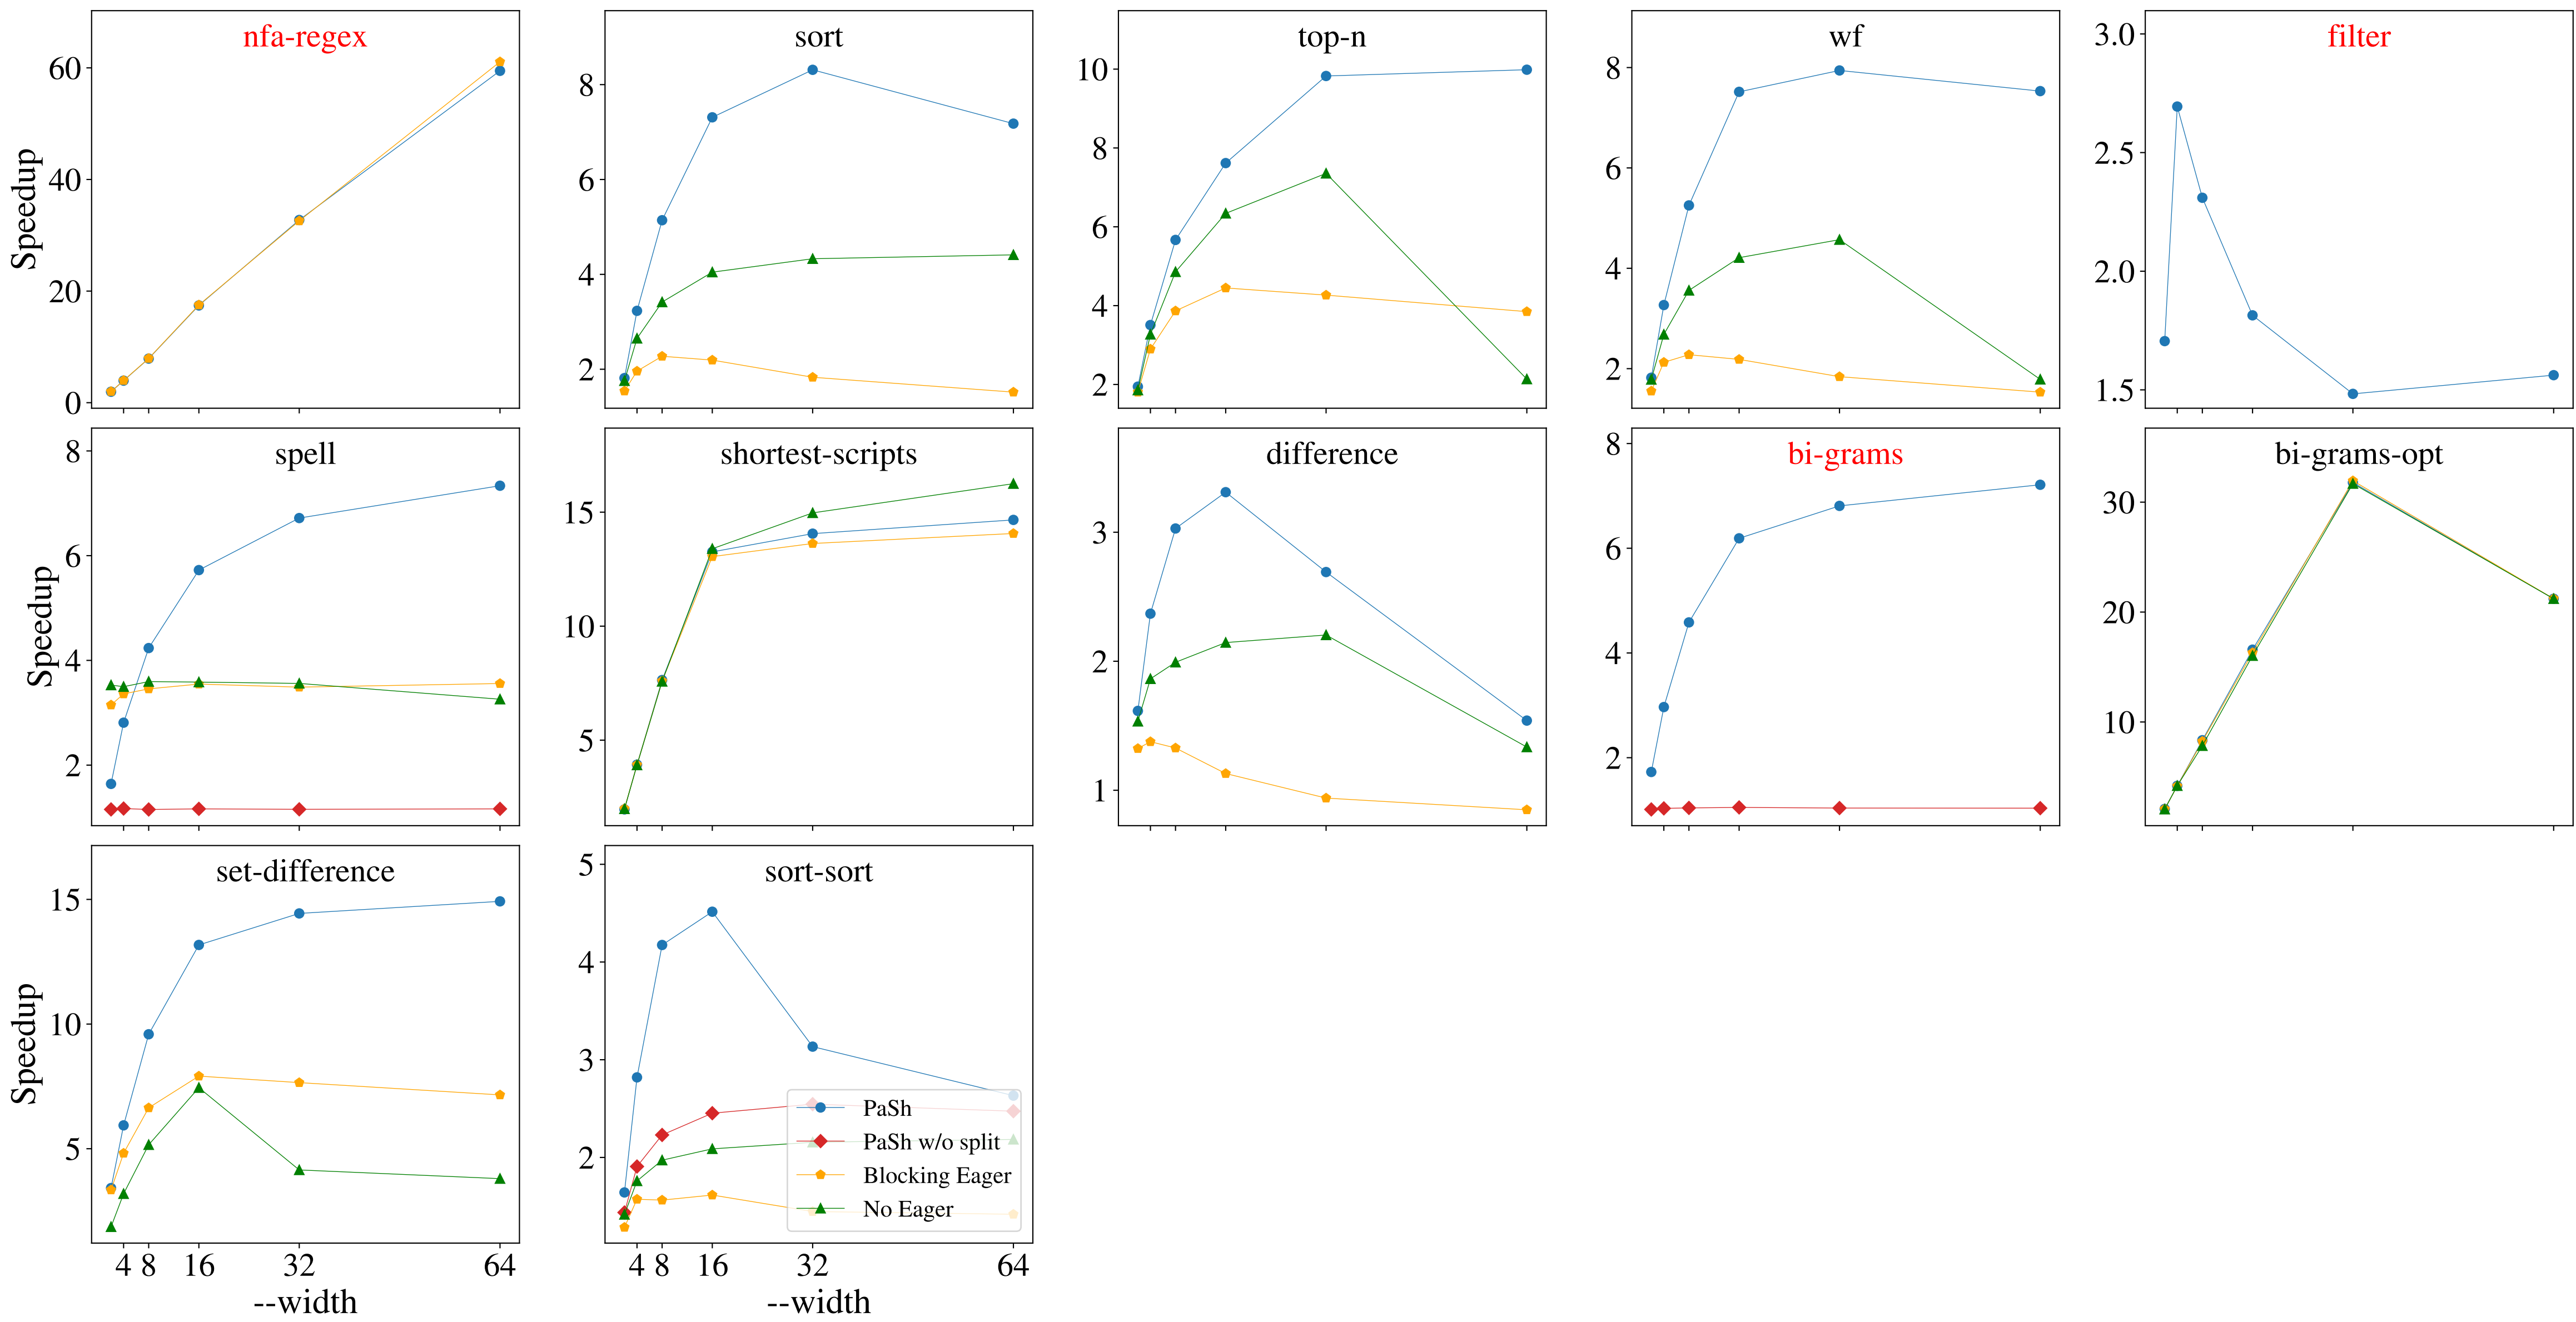 nfa-regex
Speedup
60
40
20
0
sort
8
6
4
2
top-n
10
8
6
4
2
wf
8
6
4
2
filter
3.0
2.5
2.0
1.5
spell
Speedup
8
6
4
2
shortest-scripts
15
10
5
difference
3
2
1
bi-grams
8
6
4
2
bi-grams-opt
30
20
10
set-difference
Speedup
15
10
5
4 8 16 32 64
--width
sort-sort
5
4
3
2
PaSh
PaSh w/o split
Blocking Eager
No Eager
4 8 16 32 64
--width